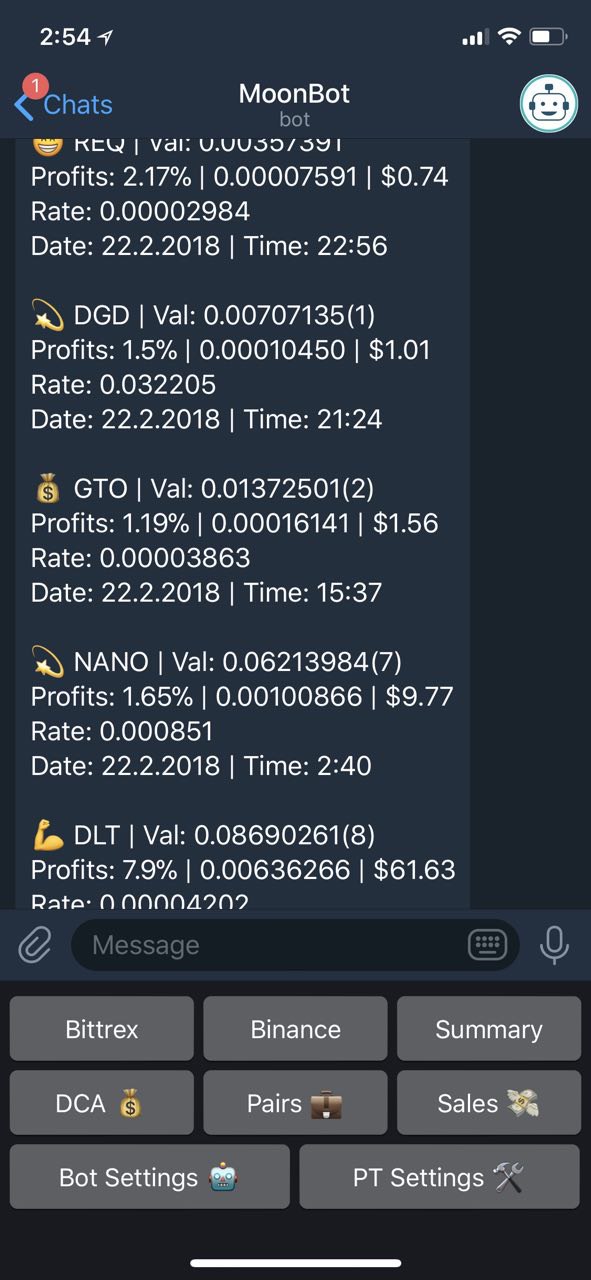 2:54
1
Chats
MoonBot
bot
REQ | Val: 0.00357391
Profits: 2.17% | 0.00007591 | $0.74
Rate: 0.00002984
Date: 22.2.2018 | Time: 22:56
DGD | Val: 0.00707135(1)
Profits: 1.5% | 0.00010450 | $1.01
Rate: 0.032205
Date: 22.2.2018 | Time: 21:24
GTO | Val: 0.01372501(2)
Profits: 1.19% | 0.00016141 | $1.56
Rate: 0.00003863
Date: 22.2.2018 | Time: 15:37
NANO | Val: 0.06213984(7)
Profits: 1.65% | 0.00100866 | $9.77
Rate: 0.000851
Date: 22.2.2018 | Time: 2:40
DLT | Val: 0.08690261(8)
Profits: 7.9% | 0.00636266 | $61.63
Rate: 0.00004202
Message
Bittrex
Binance
Summary
DCA
Pairs
Sales
Bot Settings
PT Settings